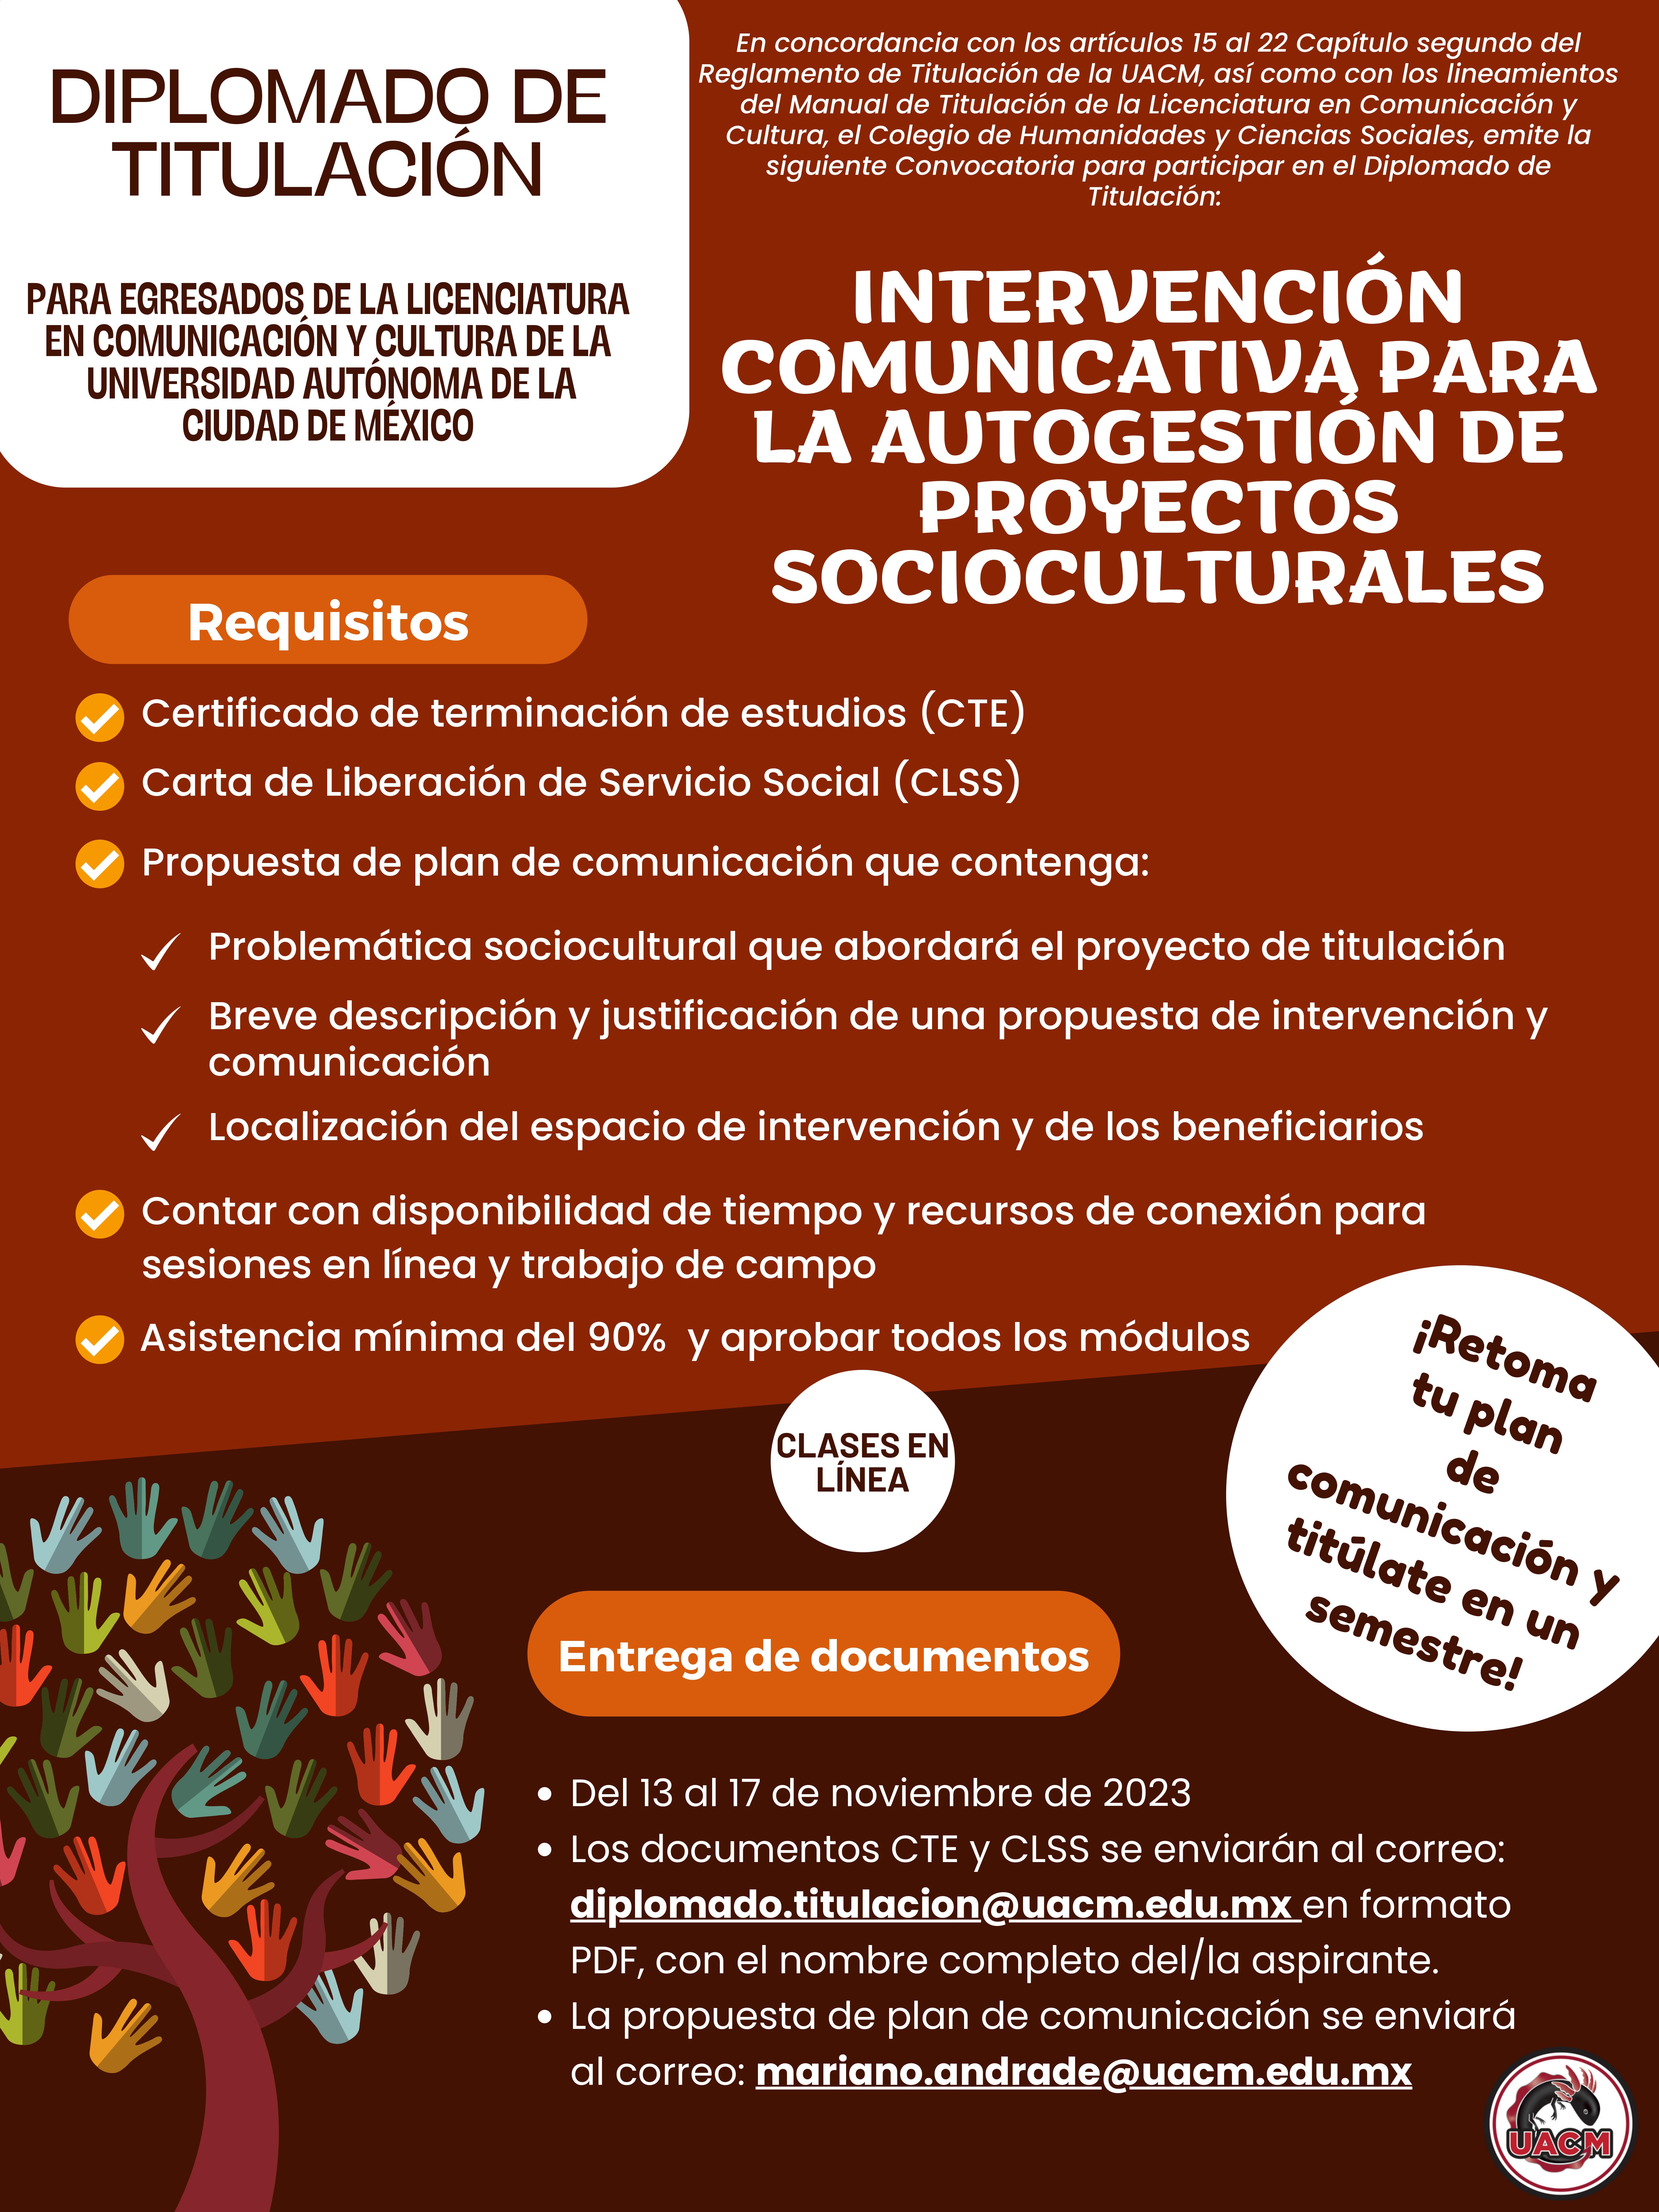 DIPLOMADO DE
TITULACIÓN
PARA EGRESADOS DE LA LICENCIATURA
EN COMUNICACIÓN Y CULTURA DE LA
UNIVERSIDAD AUTÓNOMA DE LA
CIUDAD DE MÉXICO
En concordancia con los artículos 15 al 22 Capítulo segundo del
Reglamento de Titulación de la UACM, así como con los lineamientos
del Manual de Titulación de la Licenciatura en Comunicación y
Cultura, el Colegio de Humanidades y Ciencias Sociales, emite la
siguiente Convocatoria para participar en el Diplomado de
Titulación:
INTERVENCIÓN
COMUNICATIVA PARA
LA AUTOGESTIÓN DE
PROYECTOS
SOCIOCULTURALES
Requisitos
Certificado de terminación de estudios (CTE)
Carta de Liberación de Servicio Social (CLSS)
Propuesta de plan de comunicación que contenga:
Problemática sociocultural que abordará el proyecto de titulación
Breve descripción y justificación de una propuesta de intervención y
comunicación
Localización del espacio de intervención y de los beneficiarios
Contar con disponibilidad de tiempo y recursos de conexión para
sesiones en línea y trabajo de campo
Asistencia mínima del 90% y aprobar todos los módulos
CLASES EN
LÍNEA
¡Retoma
tu plan
de
comunicación y
titúlate en un
semestre!
Entrega de documentos
• Del 13 al 17 de noviembre de 2023
• Los documentos CTE y CLSS se enviarán al correo:
diplomado.titulacion@uacm.edu.mx en formato
PDF, con el nombre completo del/la aspirante.
• La propuesta de plan de comunicación se enviará
al correo: mariano.andrade@uacm.edu.mx
UACM